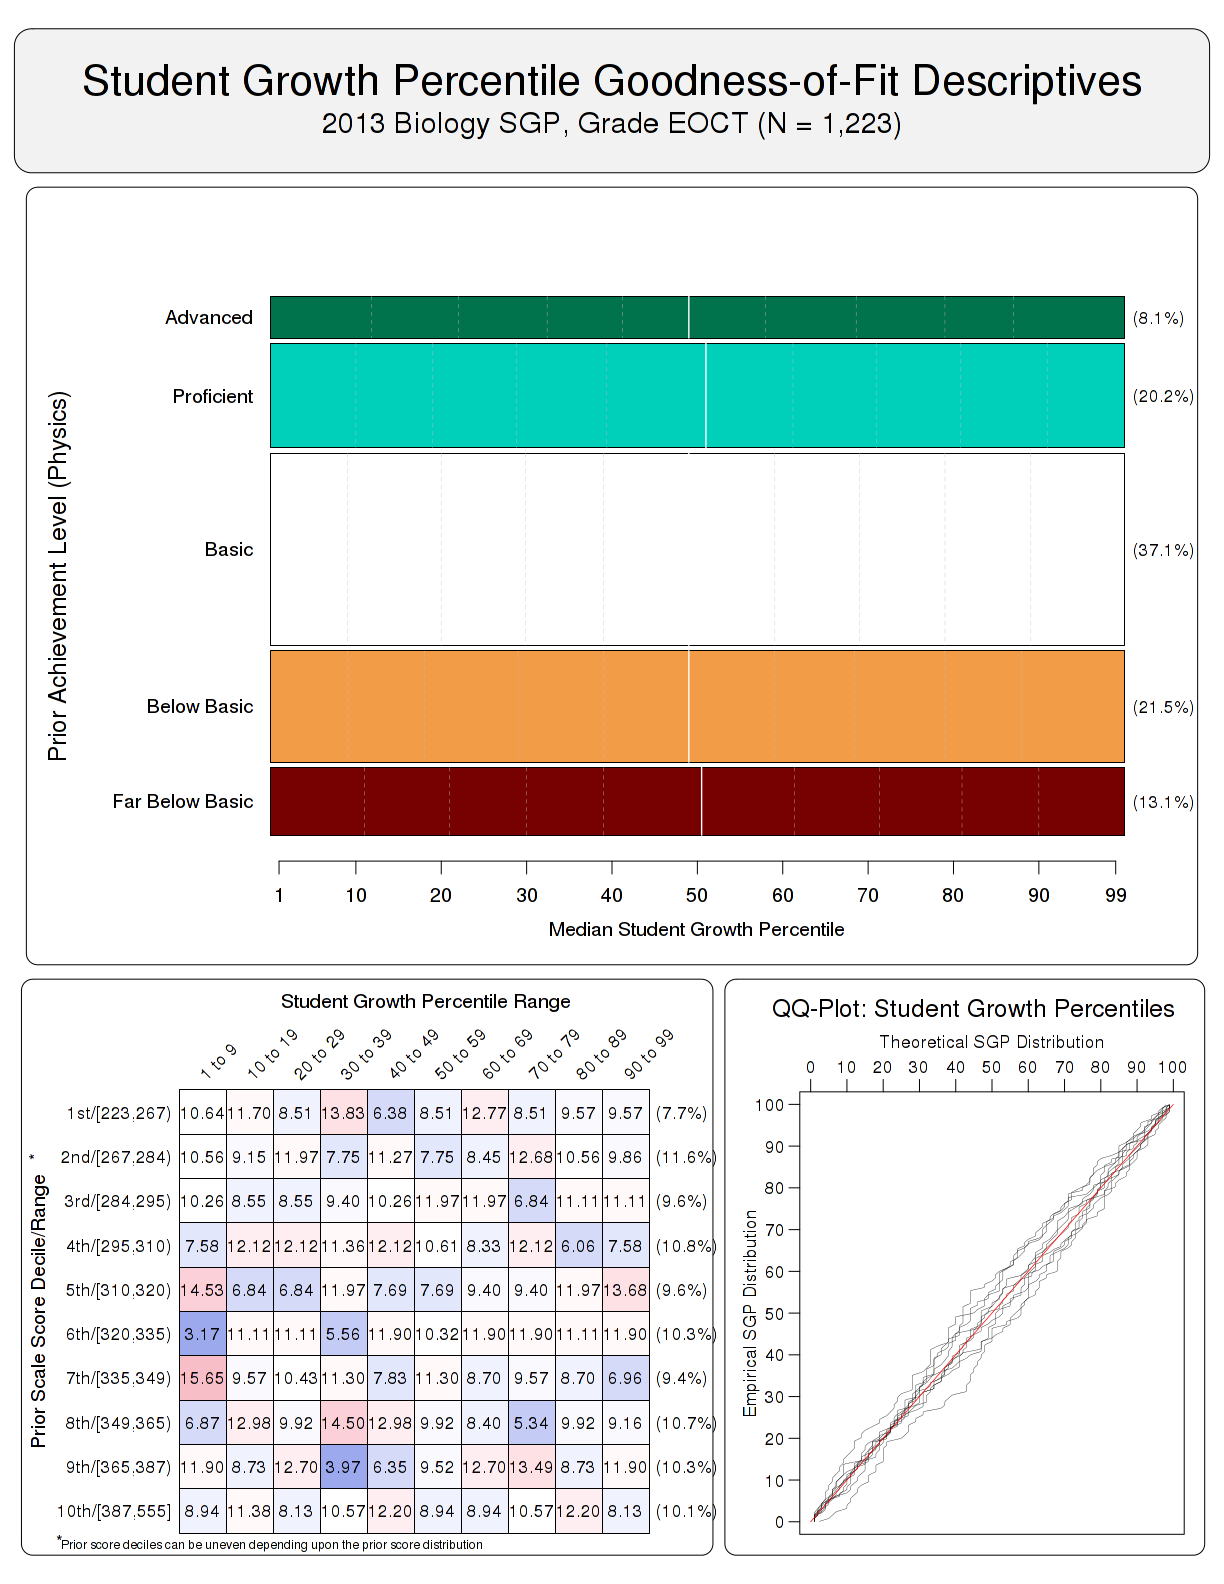 Student Growth Percentile Goodness-of-Fit Descriptives
2013 Biology SGP, Grade EOCT (N = 1,223)
Prior Achievement Level (Physics)
Advanced (8.1%)
Proficient (20.2%)
Basic (37.1%)
Below Basic (21.5%)
Far Below Basic (13.1%)
1 10 20 30 40 50 60 70 80 90 99
Median Student Growth Percentile
Student Growth Percentile Range
1 to 9 10 to 19 20 to 29 30 to 39 40 to 49 50 to 59 60 to 69 70 to 79 80 to 89 90 to 99
Prior Scale Score Decile/Range *
1st/[223,267) 10.64 11.70 8.51 13.83 6.38 8.51 12.77 8.51 9.57 9.57 (7.7%)
2nd/[267,284) 10.56 9.15 11.97 7.75 11.27 7.75 8.45 12.68 10.56 9.86 (11.6%)
3rd/[284,295) 10.26 8.55 8.55 9.40 10.26 11.97 11.97 6.84 11.11 11.11 (9.6%)
4th/[295,310) 7.58 12.12 12.12 11.36 12.12 10.61 8.33 12.12 6.06 7.58 (10.8%)
5th/[310,320) 14.53 6.84 6.84 11.97 7.69 7.69 9.40 9.40 11.97 13.68 (9.6%)
6th/[320,335) 3.17 11.11 11.11 5.56 11.90 10.32 11.90 11.90 11.11 11.90 (10.3%)
7th/[335,349) 15.65 9.57 10.43 11.30 7.83 11.30 8.70 9.57 8.70 6.96 (9.4%)
8th/[349,365) 6.87 12.98 9.92 14.50 12.98 9.92 8.40 5.34 9.92 9.16 (10.7%)
9th/[365,387) 11.90 8.73 12.70 3.97 6.35 9.52 12.70 13.49 8.73 11.90 (10.3%)
10th/[387,555] 8.94 11.38 8.13 10.57 12.20 8.94 8.94 10.57 12.20 8.13 (10.1%)
*Prior score deciles can be uneven depending upon the prior score distribution
QQ-Plot: Student Growth Percentiles
Theoretical SGP Distribution
0 10 20 30 40 50 60 70 80 90 100
Empirical SGP Distribution
100
90
80
70
60
50
40
30
20
10
0